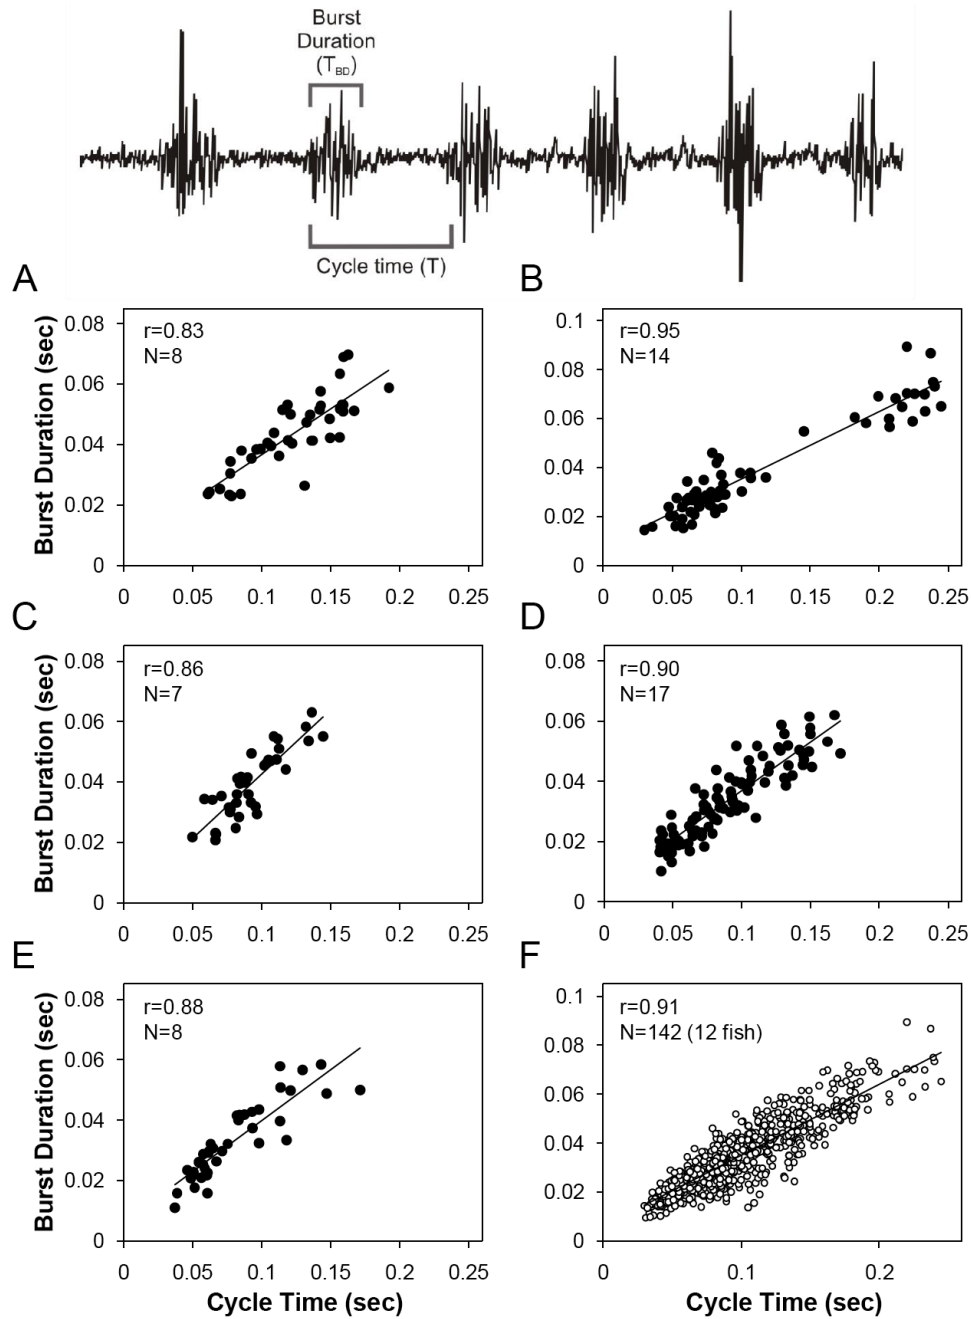 Burst
Duration
(TBD)
Cycle time (T)
A
B
Burst Duration (sec)
0.08
0.06
0.04
0.02
0
r=0.83
N=8
0 0.05 0.1 0.15 0.2 0.25
0.1
0.08
0.06
0.04
0.02
0
r=0.95
N=14
0 0.05 0.1 0.15 0.2 0.25
C
D
Burst Duration (sec)
0.08
0.06
0.04
0.02
0
r=0.86
N=7
0 0.05 0.1 0.15 0.2 0.25
0.08
0.06
0.04
0.02
0
r=0.90
N=17
0 0.05 0.1 0.15 0.2 0.25
E
F
Burst Duration (sec)
0.08
0.06
0.04
0.02
0
r=0.88
N=8
0 0.05 0.1 0.15 0.2 0.25
Cycle Time (sec)
0.1
0.08
0.06
0.04
0.02
0
r=0.91
N=142 (12 fish)
0 0.1 0.2
Cycle Time (sec)